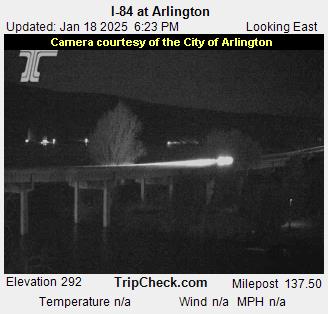 I-84 at Arlington
Updated: Jan 18 2025 6:23 PM Looking East
Camera courtesy of the City of Arlington
Elevation 292 TripCheck.com Milepost 137.50
Temperature n/a Wind n/a MPH n/a